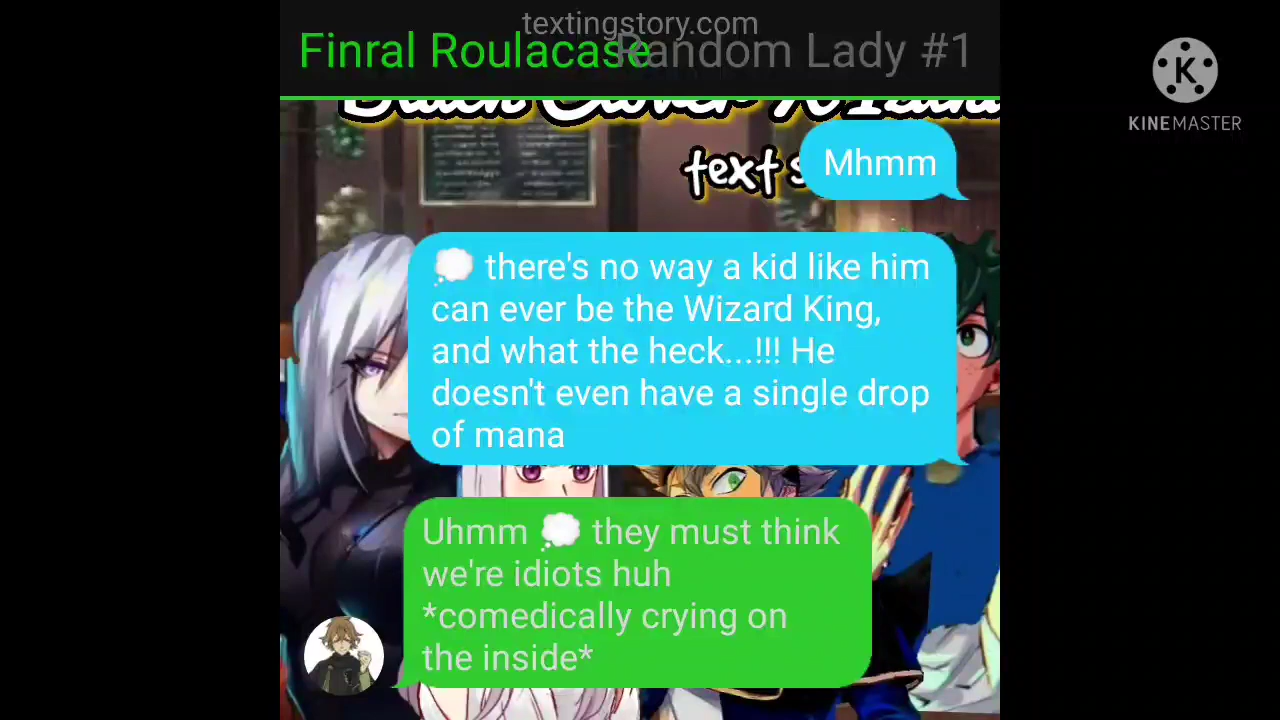 textingstory.com
Finral Roulacase
Random Lady #1
Black Clover
text s
Mhmm
💭 there's no way a kid like him
can ever be the Wizard King,
and what the heck...!!! He
doesn't even have a single drop
of mana
Uhmm 💭 they must think
we're idiots huh
*comedically crying on
the inside*
K
KINEMASTER